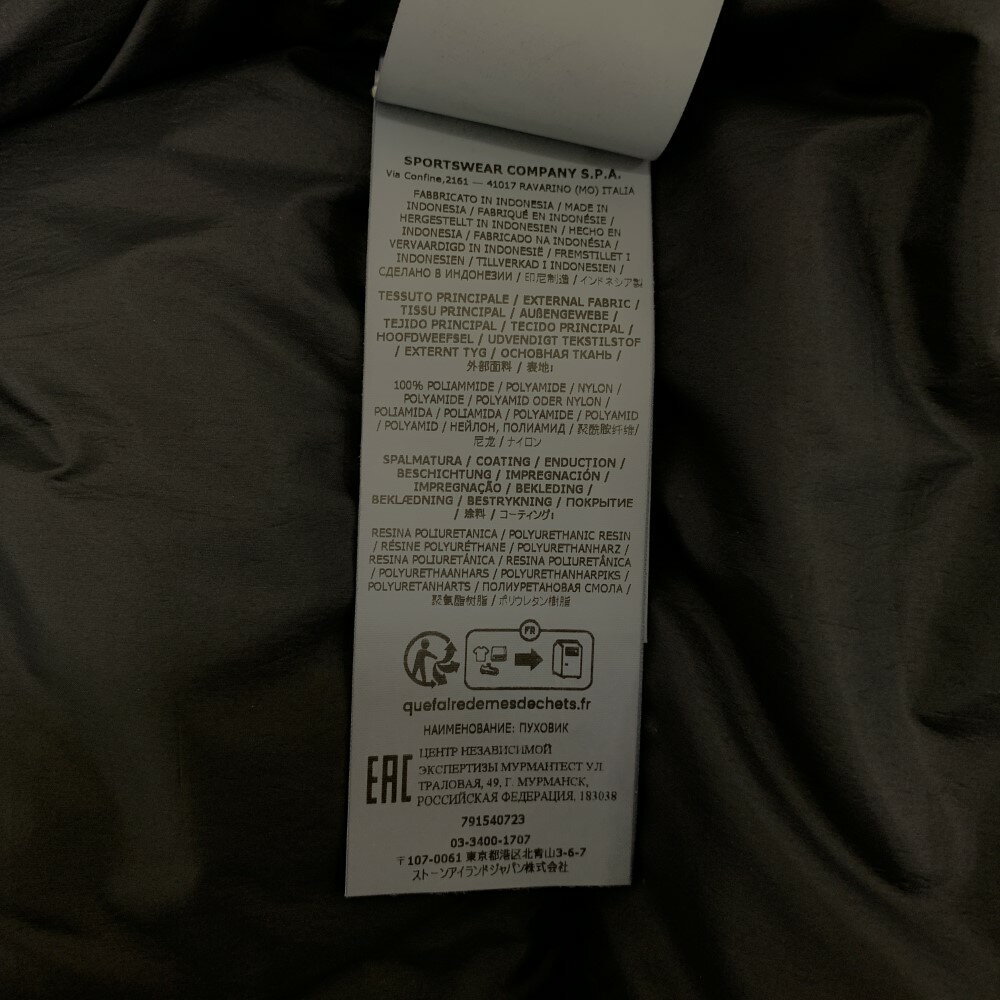 SPORTSWEAR COMPANY S.P.A.
Via Confine,2161 — 41017 RAVARINO (MO) ITALIA
FABBRICATO IN INDONESIA / MADE IN
INDONESIA / FABRIQUÉ EN INDONÉSIE /
HERGESTELLT IN INDONESIEN / HECHO EN
INDONESIA / FABRICADO NA INDONÉSIA /
VERVAARDIGD IN INDONESIË / FREMSTILLET I
INDONESIEN / TILLVERKAD I INDONESIEN /
СДЕЛАНО В ИНДОНЕЗИИ / 印尼制造 / インドネシア製
TESSUTO PRINCIPALE / EXTERNAL FABRIC /
TISSU PRINCIPAL / AUßENGEWEBE /
TEJIDO PRINCIPAL / TECIDO PRINCIPAL /
HOOFDWEEFSEL / UDVENDIGT TEKSTILSTOF
/ EXTERNT TYG / ОСНОВНАЯ ТКАНЬ /
外部面料 / 表地:
100% POLIAMMIDE / POLYAMIDE / NYLON /
POLYAMIDE / POLYAMID ODER NYLON /
POLIAMIDA / POLIAMIDA / POLYAMIDE / POLYAMID
/ POLYAMID / НЕЙЛОН, ПОЛИАМИД / 聚酰胺纤维/
尼龙 / ナイロン
SPALMATURA / COATING / ENDUCTION /
BESCHICHTUNG / IMPREGNACIÓN /
IMPREGNAÇÃO / BEKLEDING /
BEKLÆDNING / BESTRYKNING / ПОКРЫТИЕ
/ 涂料 / コーティング:
RESINA POLIURETANICA / POLYURETHANIC RESIN
/ RÉSINE POLYURÉTHANE / POLYURETHANHARZ /
RESINA POLIURETÂNICA / RESINA POLIURETÂNICA
/ POLYURETHAANHARS / POLYURETHANHARPIKS /
POLYURETANHARTS / ПОЛИУРЕТАНОВАЯ СМОЛА /
聚氨酯树脂 / ポリウレタン樹脂
FR
quefairedemesdechets.fr
НАИМЕНОВАНИЕ: ПУХОВИК
EAC
ЦЕНТР НЕЗАВИСИМОЙ
ЭКСПЕРТИЗЫ МУРМАНТЕСТ УЛ.
ТРАЛОВАЯ, 49, Г. МУРМАНСК,
РОССИЙСКАЯ ФЕДЕРАЦИЯ, 183038
791540723
03-3400-1707
〒107-0061 東京都港区北青山3-6-7
ストーンアイランドジャパン株式会社